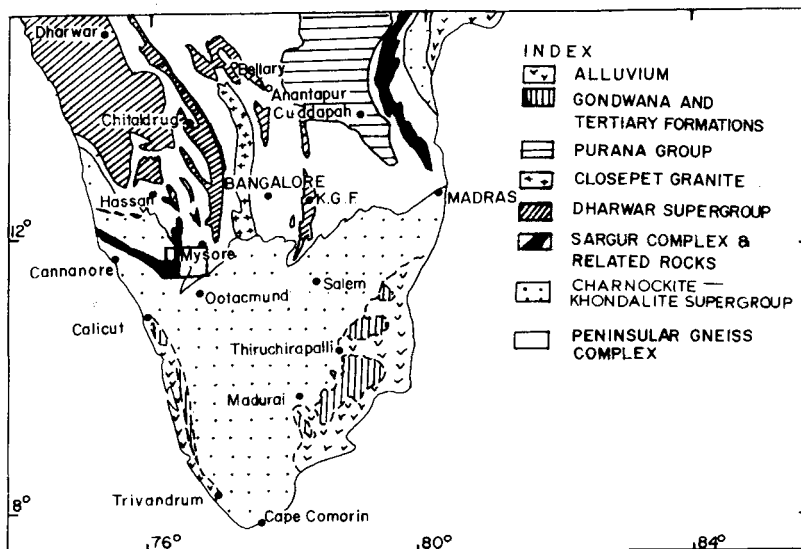 Dharwar
Bellary
Anantapur
Cuddapah
Chitaldrug
BANGALORE
Hassan
K.G.F.
MADRAS
12°
Mysore
Cannanore
Ootacmund
Salem
Calicut
Thiruchirapalli
Madurai
Trivandrum
8°
Cape Comorin
76°
80°
84°
INDEX
ALLUVIUM
GONDWANA AND
TERTIARY FORMATIONS
PURANA GROUP
CLOSEPET GRANITE
DHARWAR SUPERGROUP
SARGUR COMPLEX &
RELATED ROCKS
CHARNOCKITE —
KHONDALITE SUPERGROUP
PENINSULAR GNEISS
COMPLEX